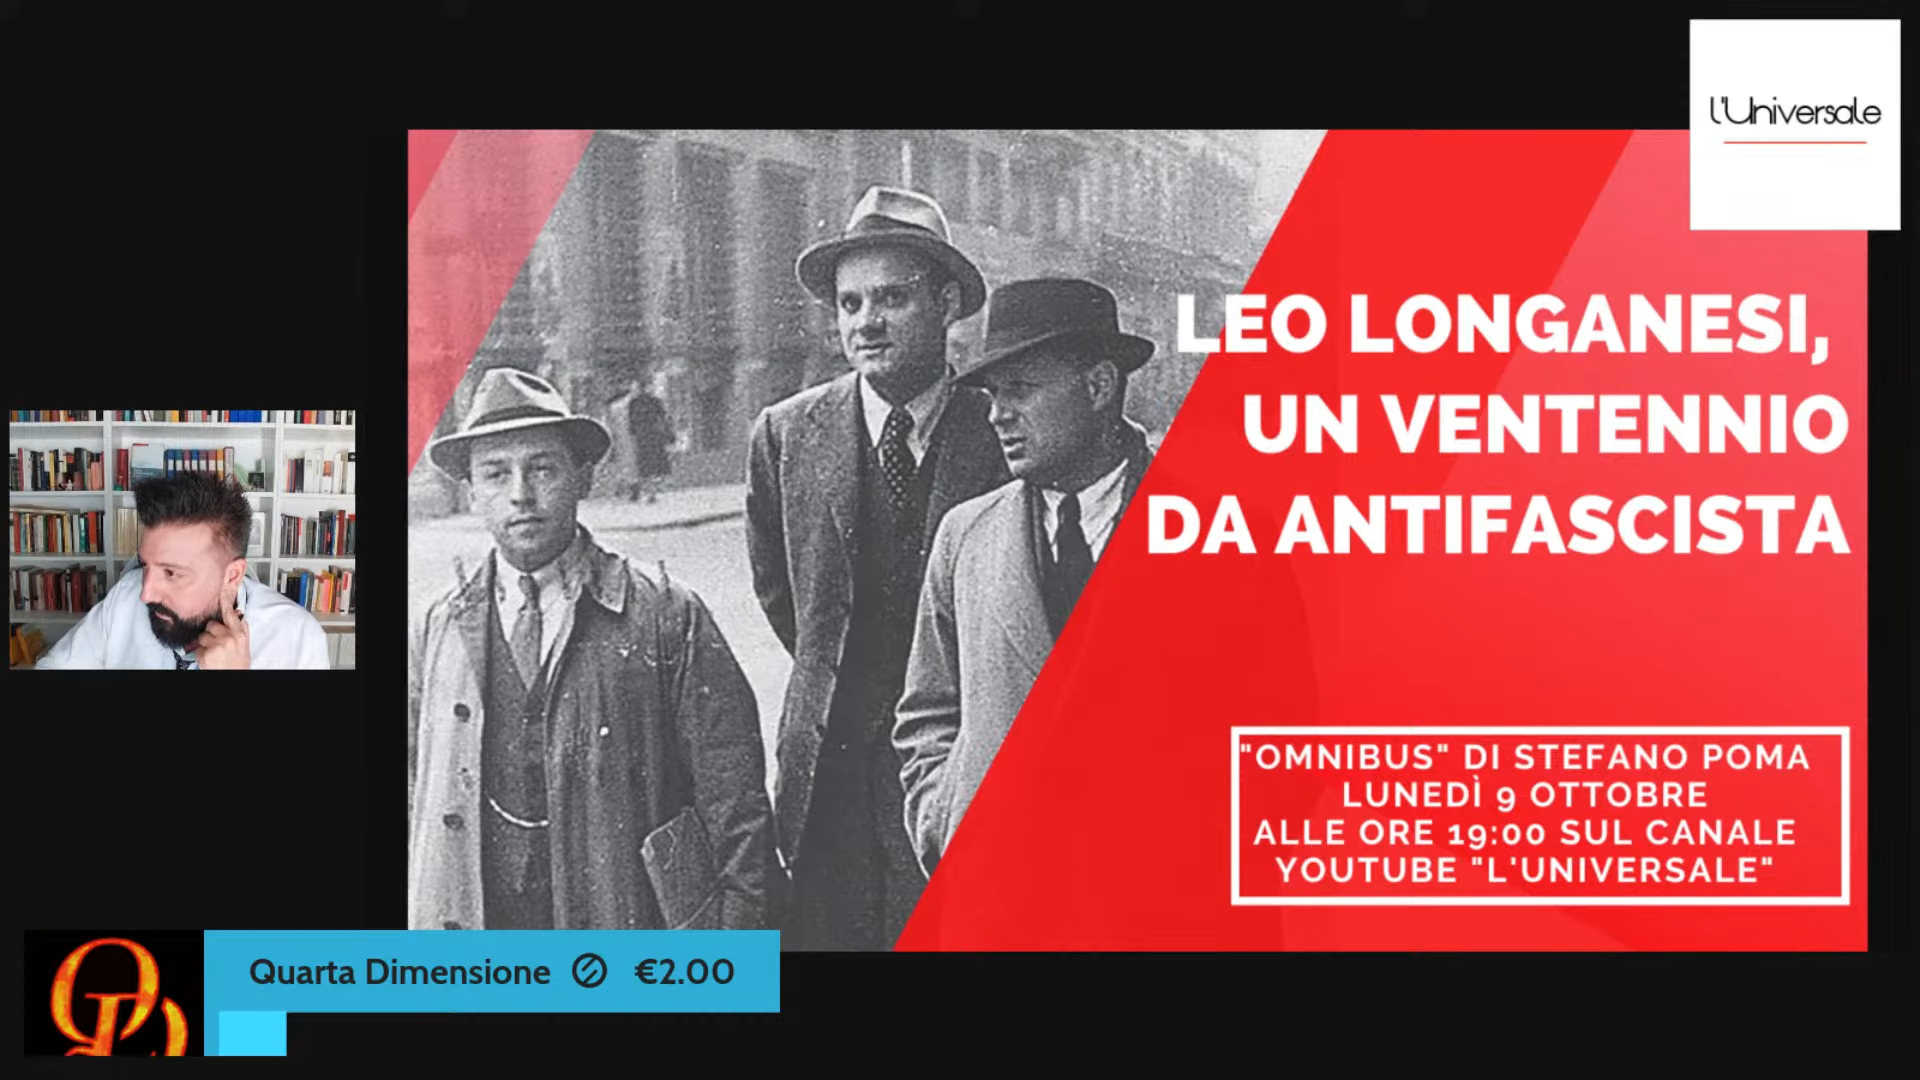 l'Universale
LEO LONGANESI,
UN VENTENNIO
DA ANTIFASCISTA
"OMNIBUS" DI STEFANO POMA
LUNEDÌ 9 OTTOBRE
ALLE ORE 19:00 SUL CANALE
YOUTUBE "L'UNIVERSALE"
Quarta Dimensione €2.00